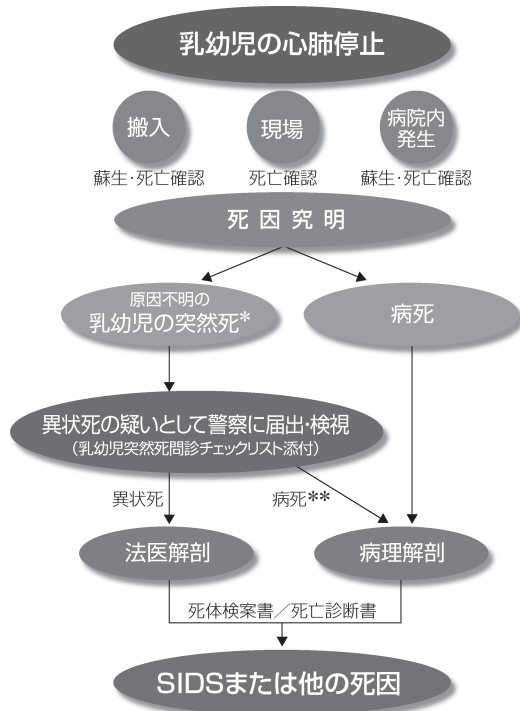 乳幼児の心肺停止
搬入
現場
病院内
発生
蘇生・死亡確認
死亡確認
蘇生・死亡確認
死因究明
原因不明の
乳幼児の突然死*
病死
異状死の疑いとして警察に届出・検視
(乳幼児突然死問診チェックリスト添付)
異状死
病死**
法医解剖
病理解剖
死体検案書/死亡診断書
SIDSまたは他の死因